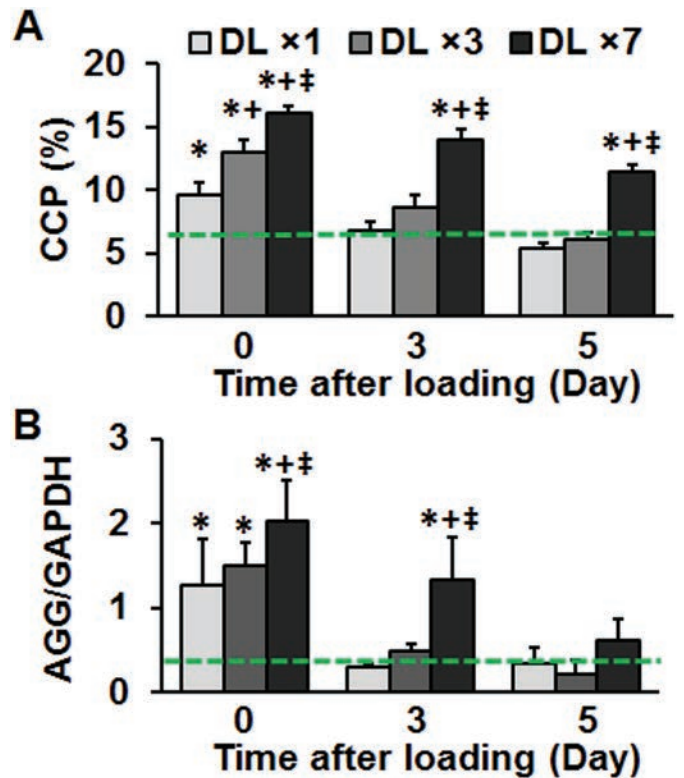 A
DL ×1 DL ×3 DL ×7
20
15
10
5
0
CCP (%)
*
*+
*+‡
*+‡
*+‡
0 3 5
Time after loading (Day)
B
3
2
1
0
AGG/GAPDH
*
*
*+‡
*+‡
0 3 5
Time after loading (Day)